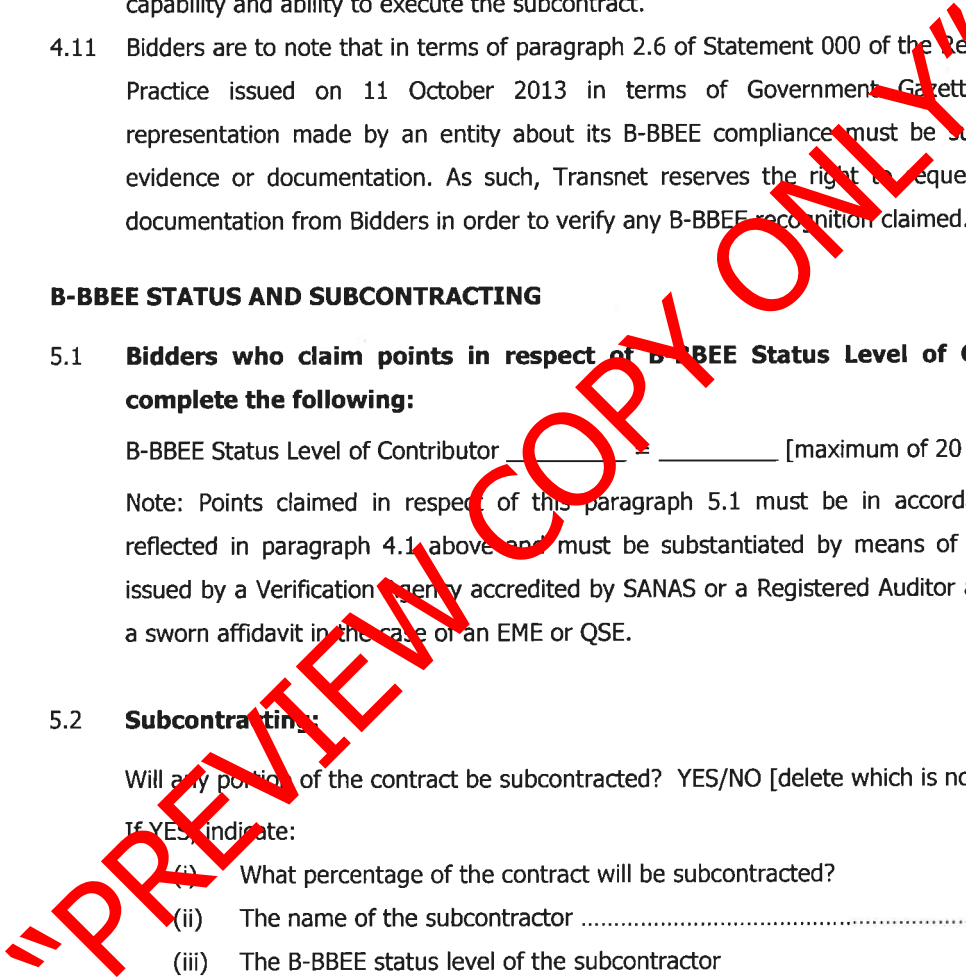 capability and ability to execute the subcontract.
4.11 Bidders are to note that in terms of paragraph 2.6 of Statement 000 of the Re
Practice issued on 11 October 2013 in terms of Government Gazett
representation made by an entity about its B-BBEE compliance must be su
evidence or documentation. As such, Transnet reserves the right to reque
documentation from Bidders in order to verify any B-BBEE recognition claimed.
B-BBEE STATUS AND SUBCONTRACTING
5.1 Bidders who claim points in respect of B-BBEE Status Level of C
complete the following:
B-BBEE Status Level of Contributor ________ = ________ [maximum of 20
Note: Points claimed in respect of this paragraph 5.1 must be in accord
reflected in paragraph 4.1 above and must be substantiated by means of
issued by a Verification Agency accredited by SANAS or a Registered Auditor
a sworn affidavit in the case of an EME or QSE.
5.2 Subcontracting:
Will any portion of the contract be subcontracted? YES/NO [delete which is no
If YES, indicate:
(i) What percentage of the contract will be subcontracted?
(ii) The name of the subcontractor ........................................................
(iii) The B-BBEE status level of the subcontractor
"PREVIEW COPY ONLY"